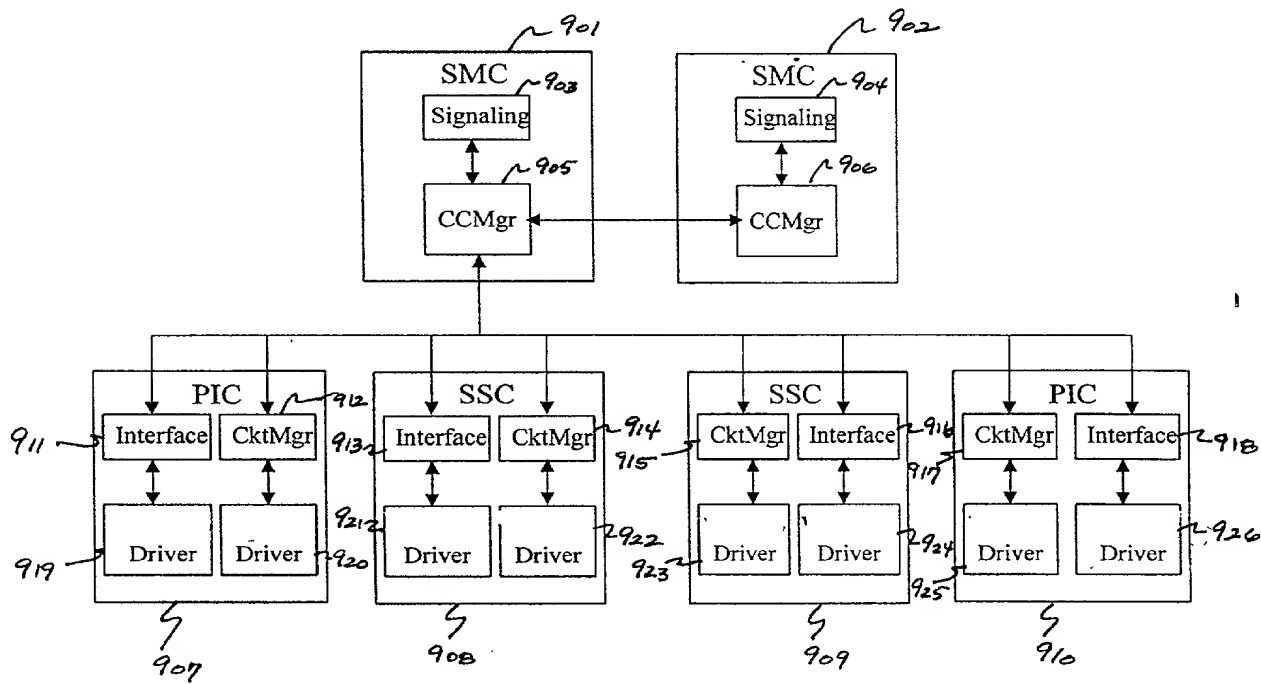 901
902
SMC
SMC
903
904
Signaling
Signaling
905
906
CCMgr
CCMgr
PIC
SSC
SSC
PIC
912
911
Interface
CktMgr
913
Interface
CktMgr
914
915
CktMgr
Interface
916
917
CktMgr
Interface
918
919
Driver
Driver
920
921
Driver
Driver
922
923
Driver
Driver
924
925
Driver
Driver
926
907
908
909
910